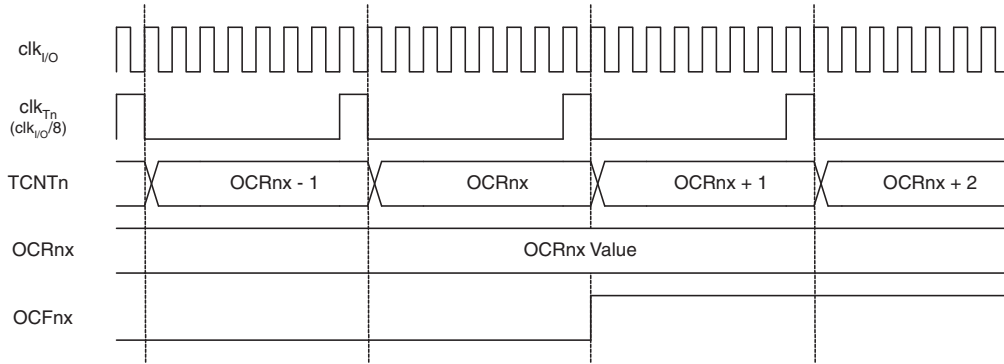 clkI/O
clkTn
(clkI/O/8)
TCNTn OCRnx - 1 OCRnx OCRnx + 1 OCRnx + 2
OCRnx OCRnx Value
OCFnx